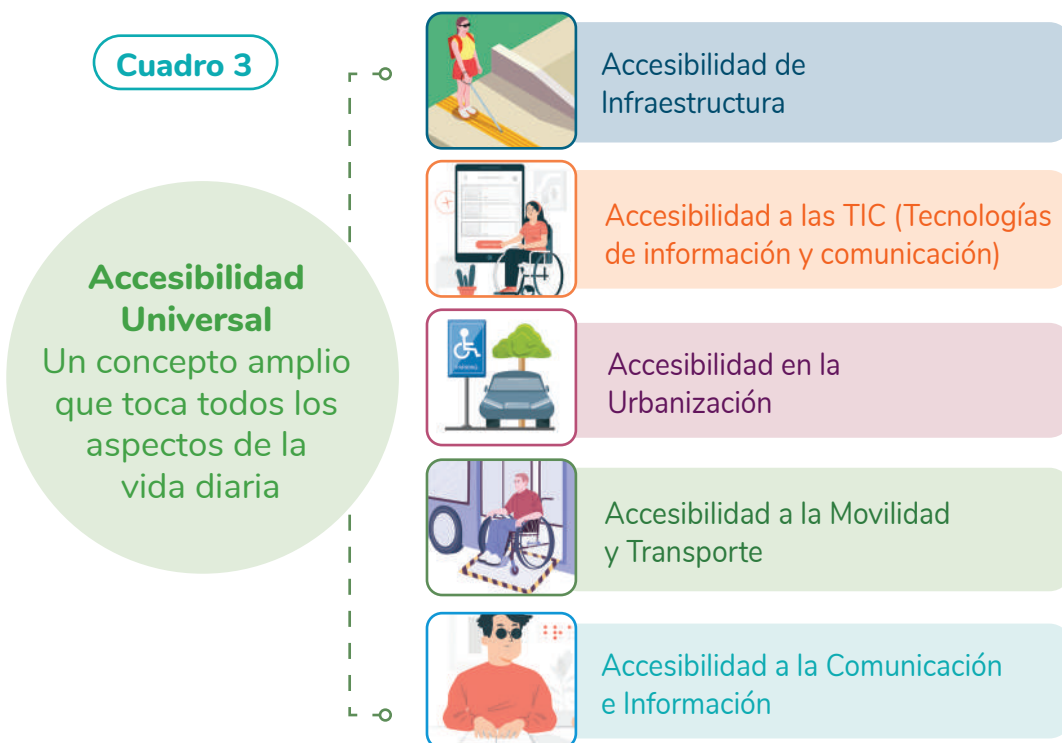 Cuadro 3
Accesibilidad
Universal
Un concepto amplio
que toca todos los
aspectos de la
vida diaria
Accesibilidad de
Infraestructura
Accesibilidad a las TIC (Tecnologías
de información y comunicación)
Accesibilidad en la
Urbanización
Accesibilidad a la Movilidad
y Transporte
Accesibilidad a la Comunicación
e Información